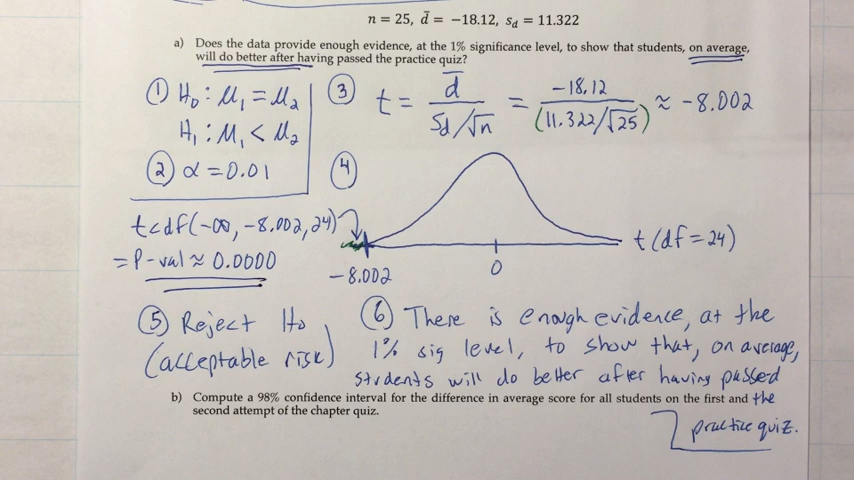 n = 25, d̄ = −18.12, s_d = 11.322
a) Does the data provide enough evidence, at the 1% significance level, to show that students, on average,
will do better after having passed the practice quiz?
① H₀ : μ₁ = μ₂
H₁ : μ₁ < μ₂
② α = 0.01
③ t = d̄ / (Sd/√n) = −18.12 / (11.322/√25) ≈ −8.002
④
tcdf(−∞, −8.002, 24)
= P-val ≈ 0.0000
−8.002
0
t (df = 24)
⑤ Reject H₀
(acceptable risk)
⑥ There is enough evidence, at the
1% sig level, to show that, on average,
students will do better after having passed
the
practice quiz.
b) Compute a 98% confidence interval for the difference in average score for all students on the first and
second attempt of the chapter quiz.